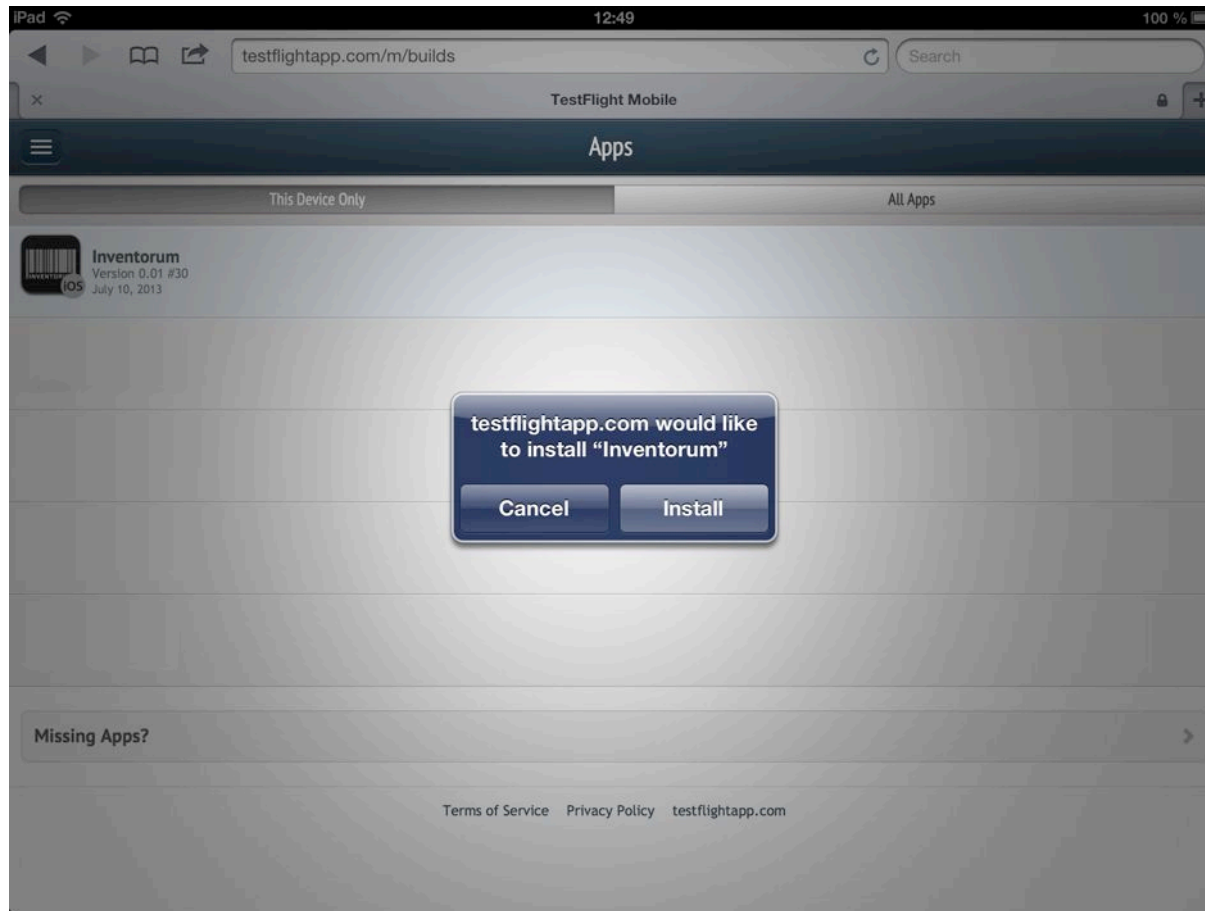 iPad 12:49 100 %
testflightapp.com/m/builds Search
TestFlight Mobile
Apps
This Device Only All Apps
Inventorum
Version 0.01 #30
iOS July 10, 2013
testflightapp.com would like
to install “Inventorum”
Cancel Install
Missing Apps?
Terms of Service Privacy Policy testflightapp.com